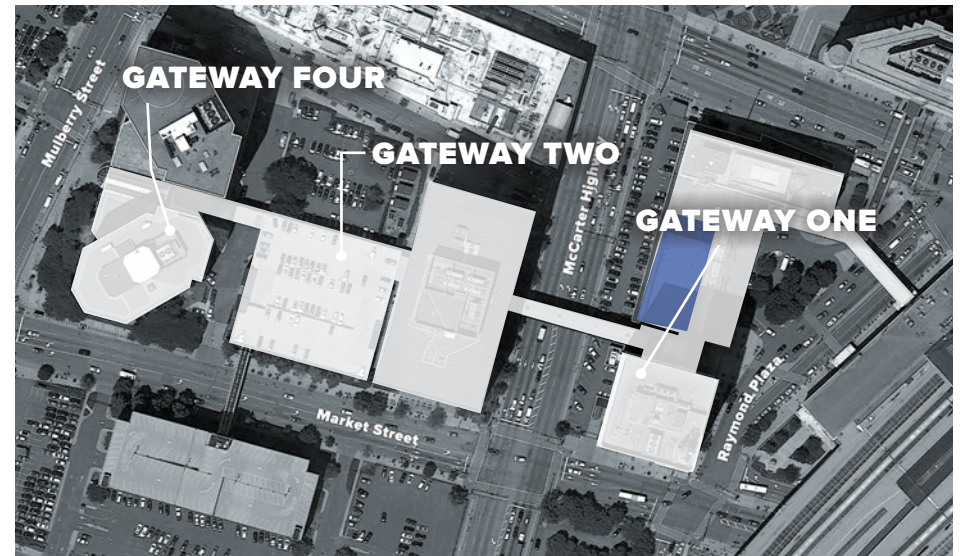 GATEWAY FOUR
Mulberry Street
GATEWAY TWO
McCarter Highway
GATEWAY ONE
Raymond Plaza
Market Street